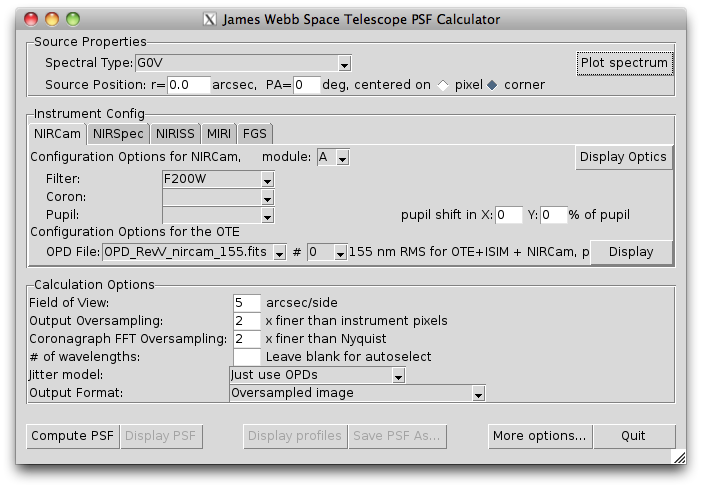 James Webb Space Telescope PSF Calculator
Source Properties
Spectral Type: G0V Plot spectrum
Source Position: r= 0.0 arcsec, PA= 0 deg, centered on pixel corner
Instrument Config
NIRCam NIRSpec NIRISS MIRI FGS
Configuration Options for NIRCam, module: A Display Optics
Filter: F200W
Coron:
Pupil: pupil shift in X: 0 Y: 0 % of pupil
Configuration Options for the OTE
OPD File: OPD_RevV_nircam_155.fits # 0 155 nm RMS for OTE+ISIM + NIRCam, p Display
Calculation Options
Field of View: 5 arcsec/side
Output Oversampling: 2 x finer than instrument pixels
Coronagraph FFT Oversampling: 2 x finer than Nyquist
# of wavelengths: Leave blank for autoselect
Jitter model: Just use OPDs
Output Format: Oversampled image
Compute PSF Display PSF Display profiles Save PSF As... More options... Quit